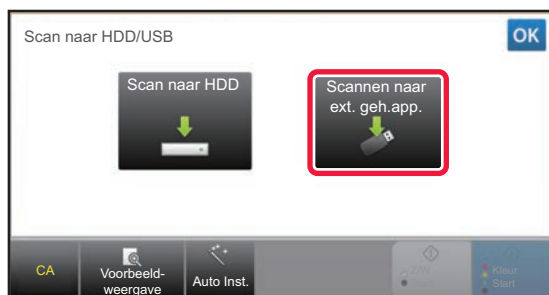 Scan naar HDD/USB
OK
Scan naar HDD
Scannen naar
ext. geh.app.
CA
Voorbeeld-
weergave
Auto Inst.
Kleur
Start